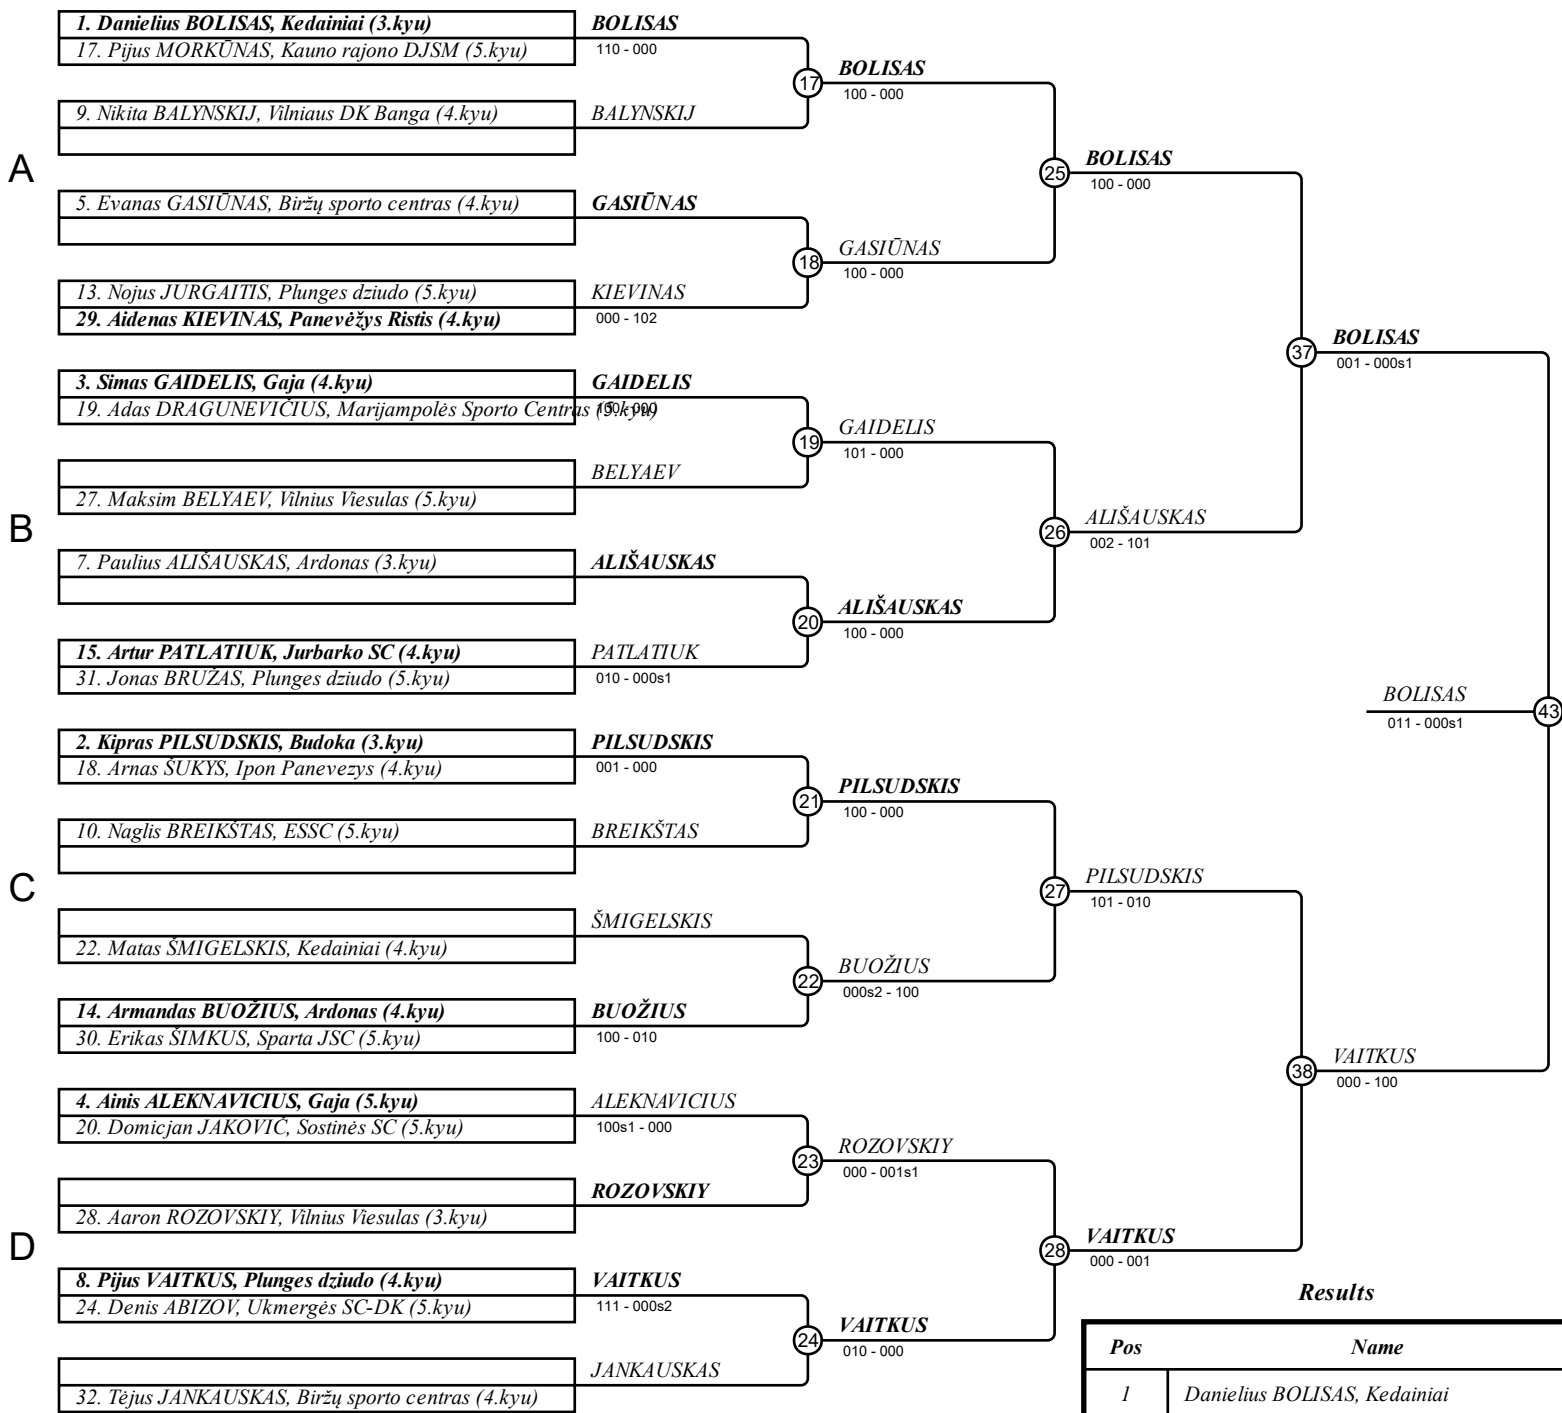 1. Danielius BOLISAS, Kedainiai (3.kyu)
17. Pijus MORKŪNAS, Kauno rajono DJSM (5.kyu)
BOLISAS
110 - 000
9. Nikita BALYNSKIJ, Vilniaus DK Banga (4.kyu)
BALYNSKIJ
17
BOLISAS
100 - 000
A
5. Evanas GASIŪNAS, Biržų sporto centras (4.kyu)
GASIŪNAS
13. Nojus JURGAITIS, Plunges dziudo (5.kyu)
29. Aidenas KIEVINAS, Panevėžys Ristis (4.kyu)
KIEVINAS
000 - 102
18
GASIŪNAS
100 - 000
25
BOLISAS
100 - 000
3. Simas GAIDELIS, Gaja (4.kyu)
19. Adas DRAGUNEVIČIUS, Marijampolės Sporto Centras (5.kyu)
GAIDELIS
100 - 000
27. Maksim BELYAEV, Vilnius Viesulas (5.kyu)
BELYAEV
19
GAIDELIS
101 - 000
B
7. Paulius ALIŠAUSKAS, Ardonas (3.kyu)
ALIŠAUSKAS
15. Artur PATLATIUK, Jurbarko SC (4.kyu)
31. Jonas BRUŽAS, Plunges dziudo (5.kyu)
PATLATIUK
010 - 000s1
20
ALIŠAUSKAS
100 - 000
26
ALIŠAUSKAS
002 - 101
37
BOLISAS
001 - 000s1
2. Kipras PILSUDSKIS, Budoka (3.kyu)
18. Arnas ŠUKYS, Ipon Panevezys (4.kyu)
PILSUDSKIS
001 - 000
10. Naglis BREIKŠTAS, ESSC (5.kyu)
BREIKŠTAS
21
PILSUDSKIS
100 - 000
C
22. Matas ŠMIGELSKIS, Kedainiai (4.kyu)
ŠMIGELSKIS
14. Armandas BUOŽIUS, Ardonas (4.kyu)
30. Erikas ŠIMKUS, Sparta JSC (5.kyu)
BUOŽIUS
100 - 010
22
BUOŽIUS
000s2 - 100
27
PILSUDSKIS
101 - 010
4. Ainis ALEKNAVICIUS, Gaja (5.kyu)
20. Domicjan JAKOVIČ, Sostinės SC (5.kyu)
ALEKNAVICIUS
100s1 - 000
28. Aaron ROZOVSKIY, Vilnius Viesulas (3.kyu)
ROZOVSKIY
23
ROZOVSKIY
000 - 001s1
D
8. Pijus VAITKUS, Plunges dziudo (4.kyu)
24. Denis ABIZOV, Ukmergės SC-DK (5.kyu)
VAITKUS
111 - 000s2
32. Tėjus JANKAUSKAS, Biržų sporto centras (4.kyu)
JANKAUSKAS
24
VAITKUS
010 - 000
28
VAITKUS
000 - 001
38
VAITKUS
000 - 100
BOLISAS
011 - 000s1
43
Results
Pos Name
1 Danielius BOLISAS, Kedainiai